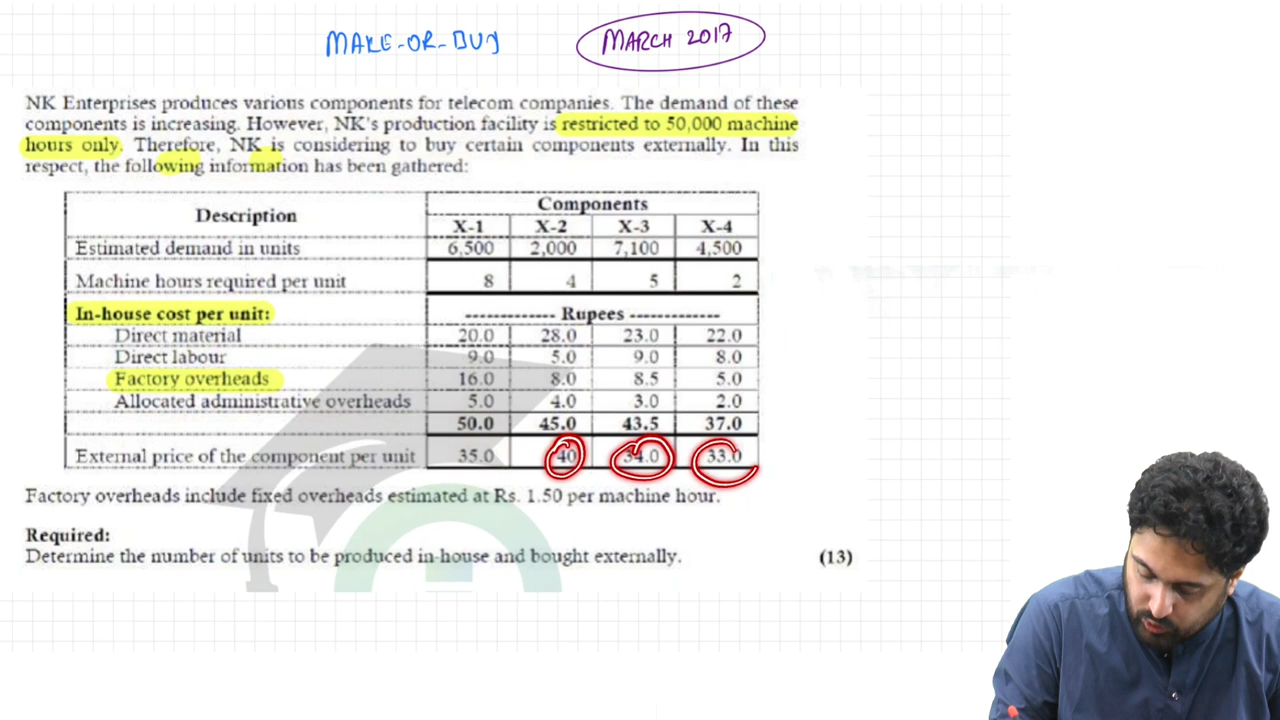 MAKE-OR-BUY
MARCH 2017
NK Enterprises produces various components for telecom companies. The demand of these
components is increasing. However, NK's production facility is restricted to 50,000 machine
hours only. Therefore, NK is considering to buy certain components externally. In this
respect, the following information has been gathered:
Description Components
X-1 X-2 X-3 X-4
Estimated demand in units 6,500 2,000 7,100 4,500
Machine hours required per unit 8 4 5 2
In-house cost per unit: ------------- Rupees -------------
Direct material 20.0 28.0 23.0 22.0
Direct labour 9.0 5.0 9.0 8.0
Factory overheads 16.0 8.0 8.5 5.0
Allocated administrative overheads 5.0 4.0 3.0 2.0
50.0 45.0 43.5 37.0
External price of the component per unit 35.0 40 34.0 33.0
Factory overheads include fixed overheads estimated at Rs. 1.50 per machine hour.
Required:
Determine the number of units to be produced in-house and bought externally. (13)